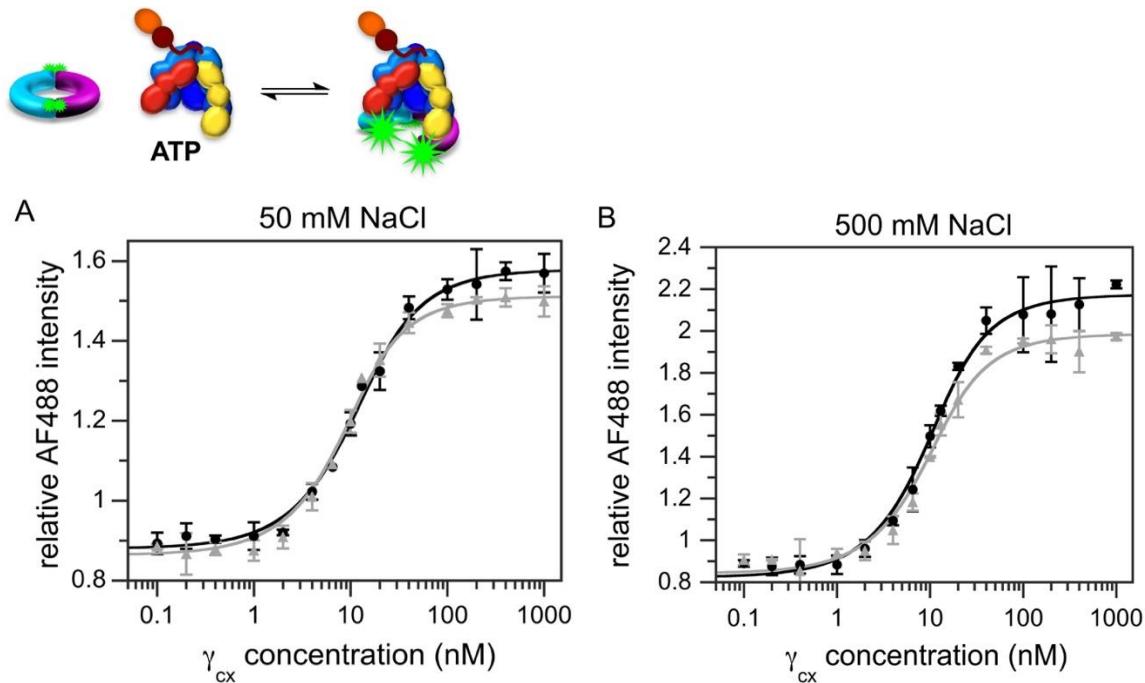 ATP
A
50 mM NaCl
relative AF488 intensity
1.6
1.4
1.2
1
0.8
0.1
1
10
100
1000
γcx concentration (nM)
B
500 mM NaCl
relative AF488 intensity
2.4
2.2
2
1.8
1.6
1.4
1.2
1
0.8
0.1
1
10
100
1000
γcx concentration (nM)